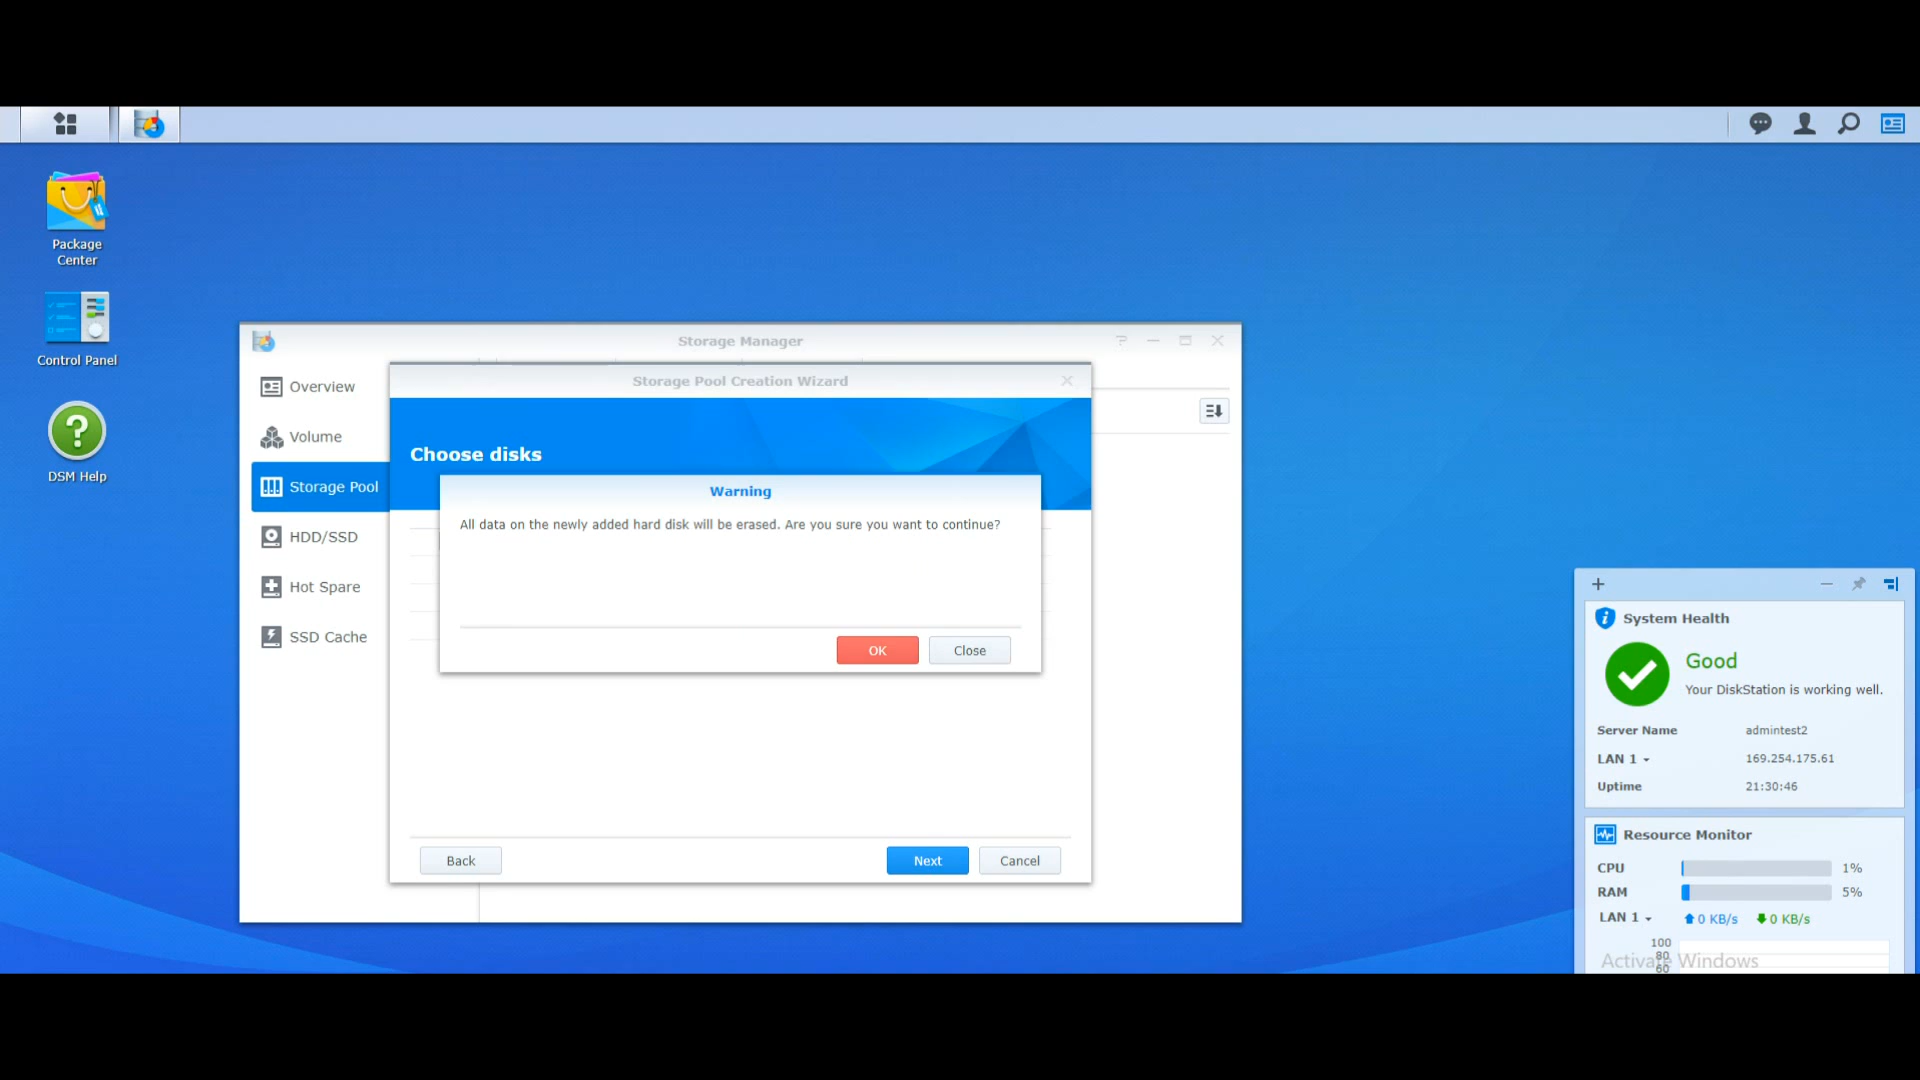 Package
Center
Control Panel
DSM Help
Storage Manager
Overview
Volume
Storage Pool
HDD/SSD
Hot Spare
SSD Cache
Storage Pool Creation Wizard
Choose disks
Warning
All data on the newly added hard disk will be erased. Are you sure you want to continue?
OK Close
Back Next Cancel
System Health
Good
Your DiskStation is working well.
Server Name admintest2
LAN 1 169.254.175.61
Uptime 21:30:46
Resource Monitor
CPU 1%
RAM 5%
LAN 1 0 KB/s 0 KB/s
100
80
60
Activate Windows